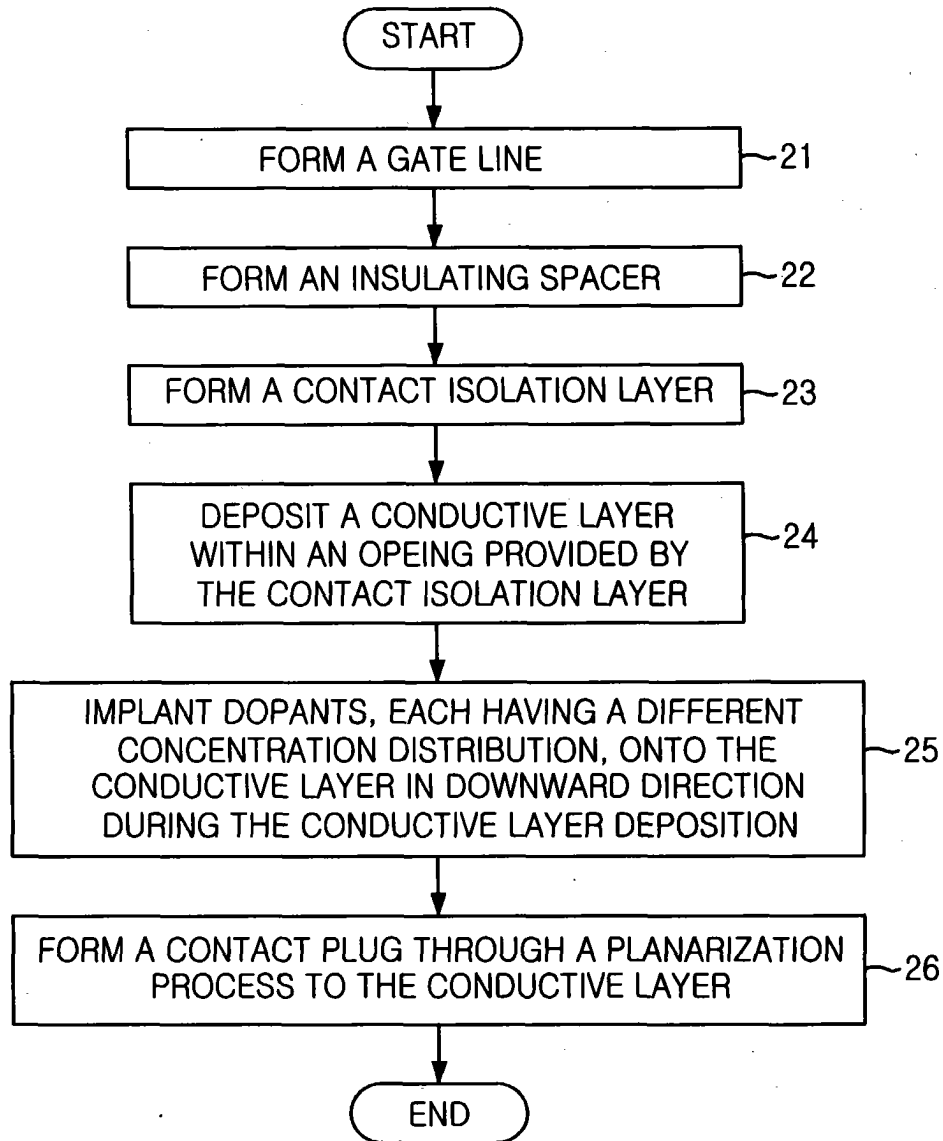 START
FORM A GATE LINE
21
FORM AN INSULATING SPACER
22
FORM A CONTACT ISOLATION LAYER
23
DEPOSIT A CONDUCTIVE LAYER
WITHIN AN OPEING PROVIDED BY
THE CONTACT ISOLATION LAYER
24
IMPLANT DOPANTS, EACH HAVING A DIFFERENT
CONCENTRATION DISTRIBUTION, ONTO THE
CONDUCTIVE LAYER IN DOWNWARD DIRECTION
DURING THE CONDUCTIVE LAYER DEPOSITION
25
FORM A CONTACT PLUG THROUGH A PLANARIZATION
PROCESS TO THE CONDUCTIVE LAYER
26
END